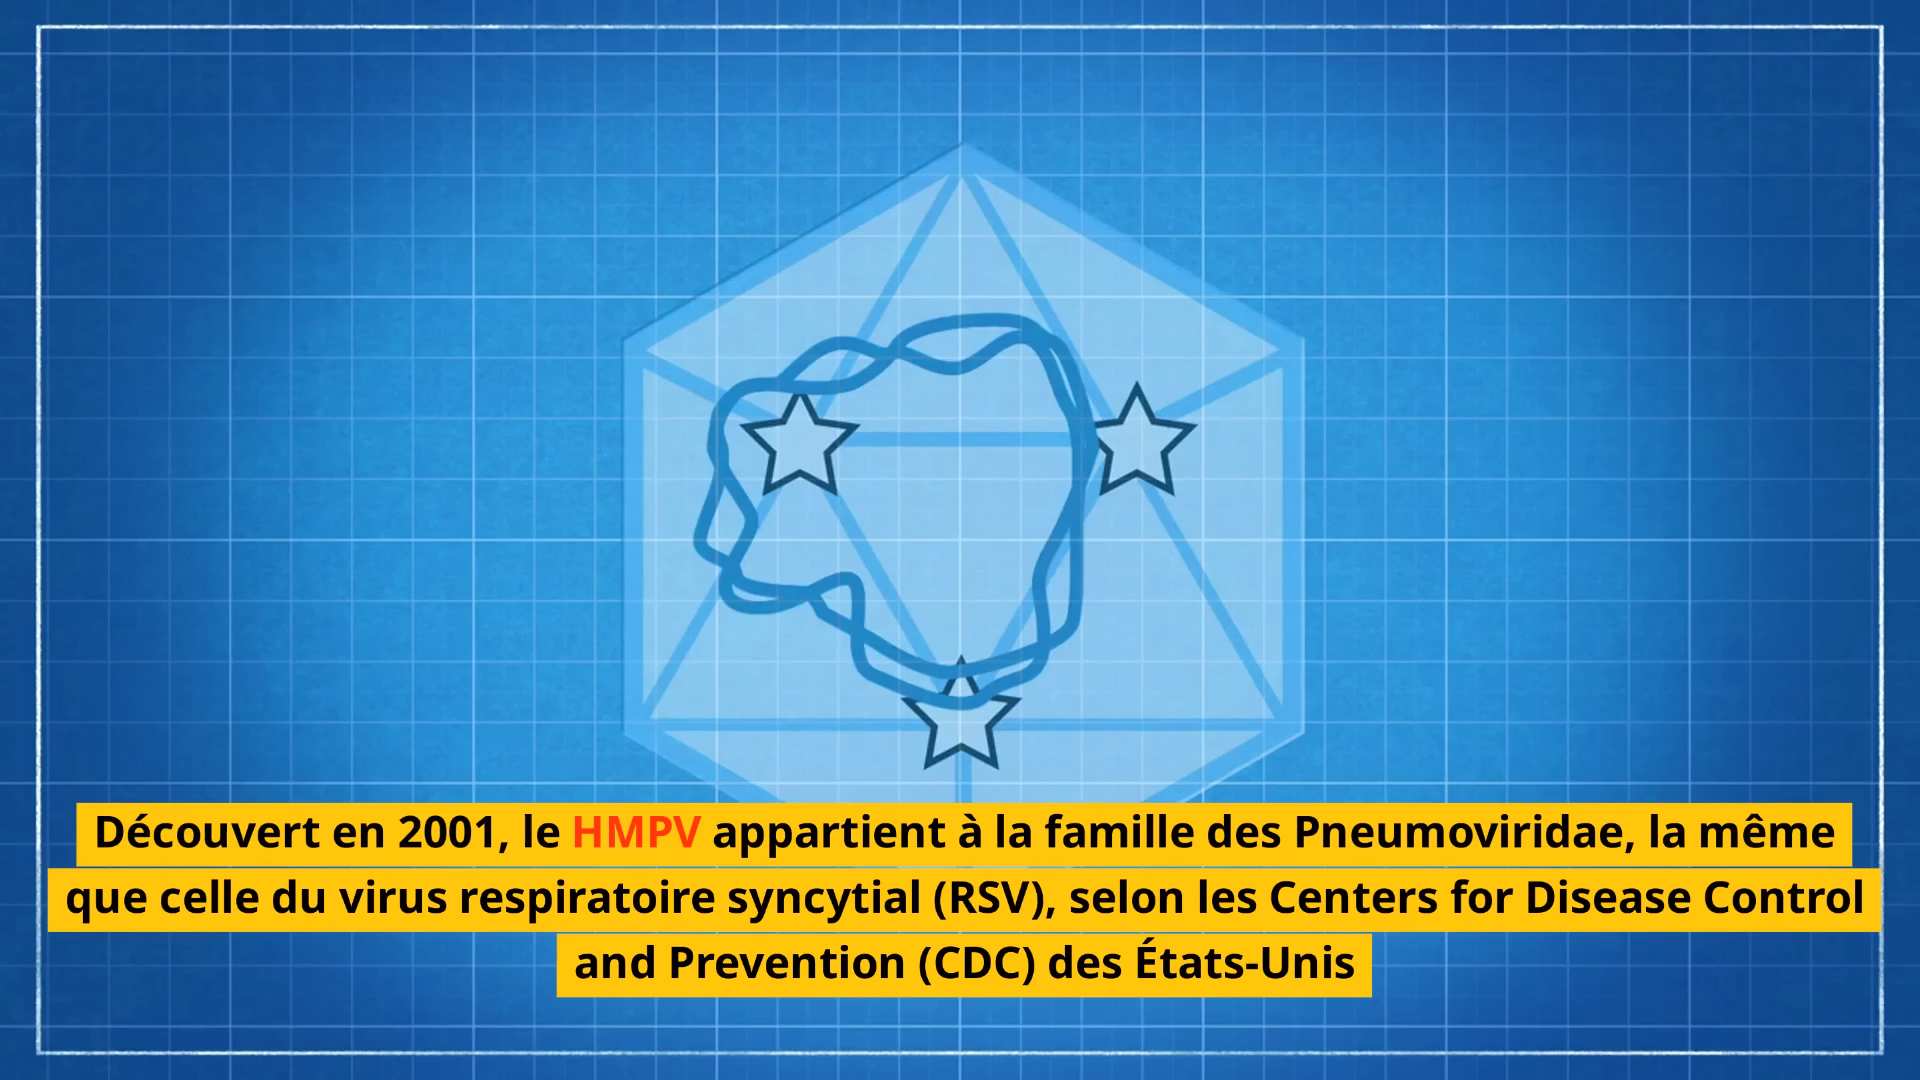 Découvert en 2001, le HMPV appartient à la famille des Pneumoviridae, la même
que celle du virus respiratoire syncytial (RSV), selon les Centers for Disease Control
and Prevention (CDC) des États-Unis